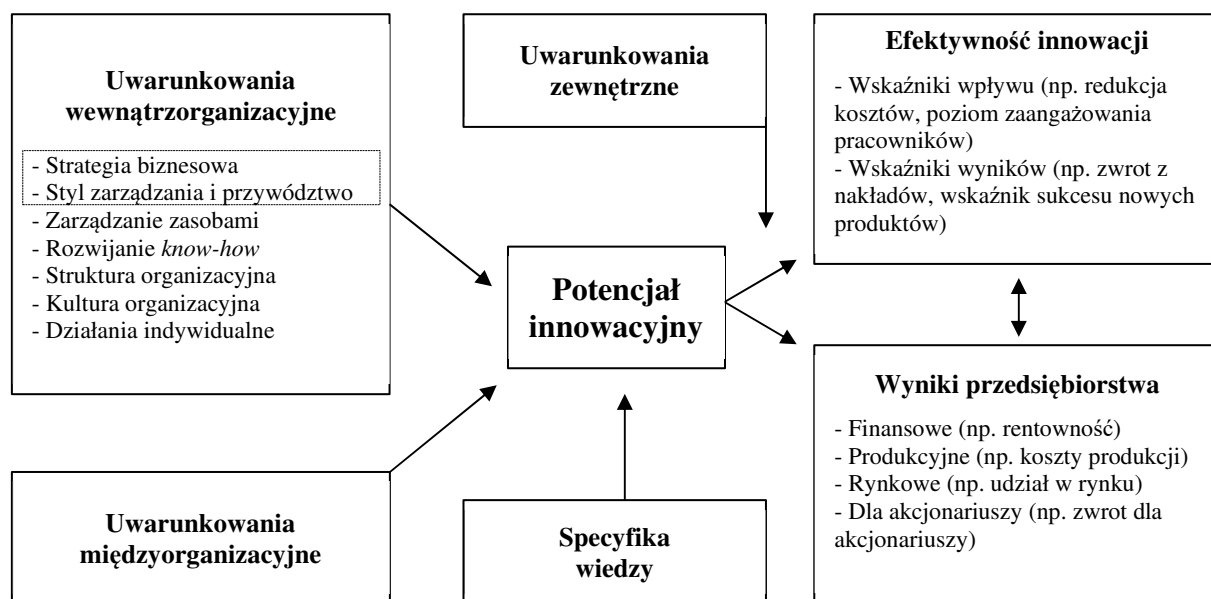 Uwarunkowania
wewnątrzorganizacyjne
- Strategia biznesowa
- Styl zarządzania i przywództwo
- Zarządzanie zasobami
- Rozwijanie know-how
- Struktura organizacyjna
- Kultura organizacyjna
- Działania indywidualne
Uwarunkowania
zewnętrzne
Efektywność innowacji
- Wskaźniki wpływu (np. redukcja
kosztów, poziom zaangażowania
pracowników)
- Wskaźniki wyników (np. zwrot z
nakładów, wskaźnik sukcesu nowych
produktów)
Potencjał
innowacyjny
Wyniki przedsiębiorstwa
- Finansowe (np. rentowność)
- Produkcyjne (np. koszty produkcji)
- Rynkowe (np. udział w rynku)
- Dla akcjonariuszy (np. zwrot dla
akcjonariuszy)
Uwarunkowania
międzyorganizacyjne
Specyfika
wiedzy